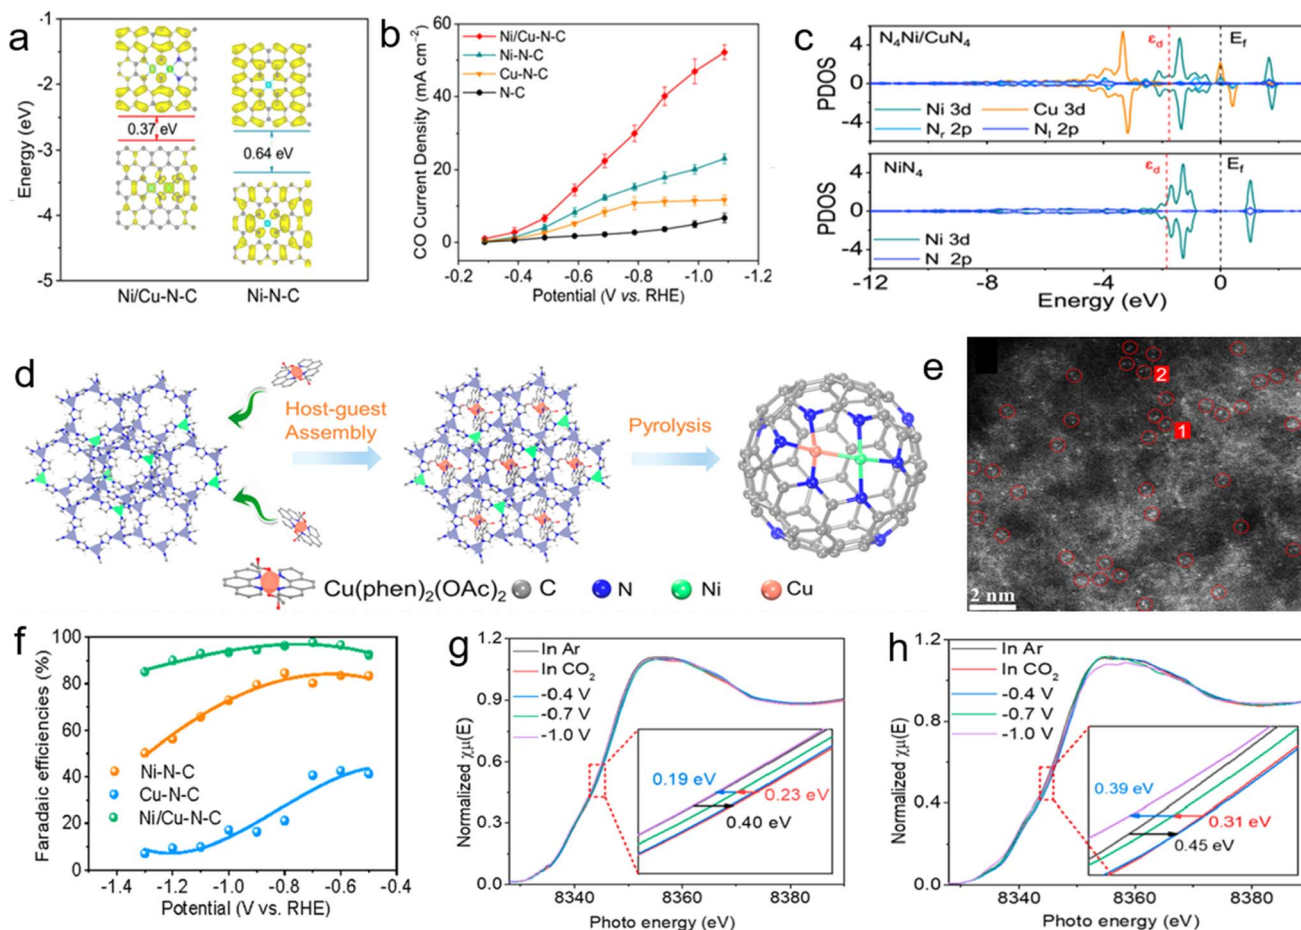 a
-1
-2
-3
-4
-5
Energy (eV)
0.37 eV
0.64 eV
Ni/Cu-N-C
Ni-N-C
b
60
40
20
0
CO Current Density (mA cm⁻²)
Ni/Cu-N-C
Ni-N-C
Cu-N-C
N-C
-0.2
-0.4
-0.6
-0.8
-1.0
-1.2
Potential (V vs. RHE)
c
PDOS
4
0
-4
N₄Ni/CuN₄
εd
Ef
Ni 3d
Cu 3d
Nr 2p
Nl 2p
PDOS
4
0
-4
NiN₄
εd
Ef
Ni 3d
N 2p
-12
-8
-4
0
Energy (eV)
d
Host-guest
Assembly
Pyrolysis
Cu(phen)₂(OAc)₂
C
N
Ni
Cu
e
2
1
2 nm
f
100
80
60
40
20
0
Faradaic efficiencies (%)
Ni-N-C
Cu-N-C
Ni/Cu-N-C
-1.4
-1.2
-1.0
-0.8
-0.6
-0.4
Potential (V vs. RHE)
g
1.2
0.9
0.6
0.3
0.0
Normalized χμ(E)
In Ar
In CO₂
-0.4 V
-0.7 V
-1.0 V
0.19 eV
0.23 eV
0.40 eV
8340
8360
8380
Photo energy (eV)
h
1.2
0.8
0.4
0.0
Normalized χμ(E)
In Ar
In CO₂
-0.4 V
-0.7 V
-1.0 V
0.39 eV
0.31 eV
0.45 eV
8340
8360
8380
Photo energy (eV)